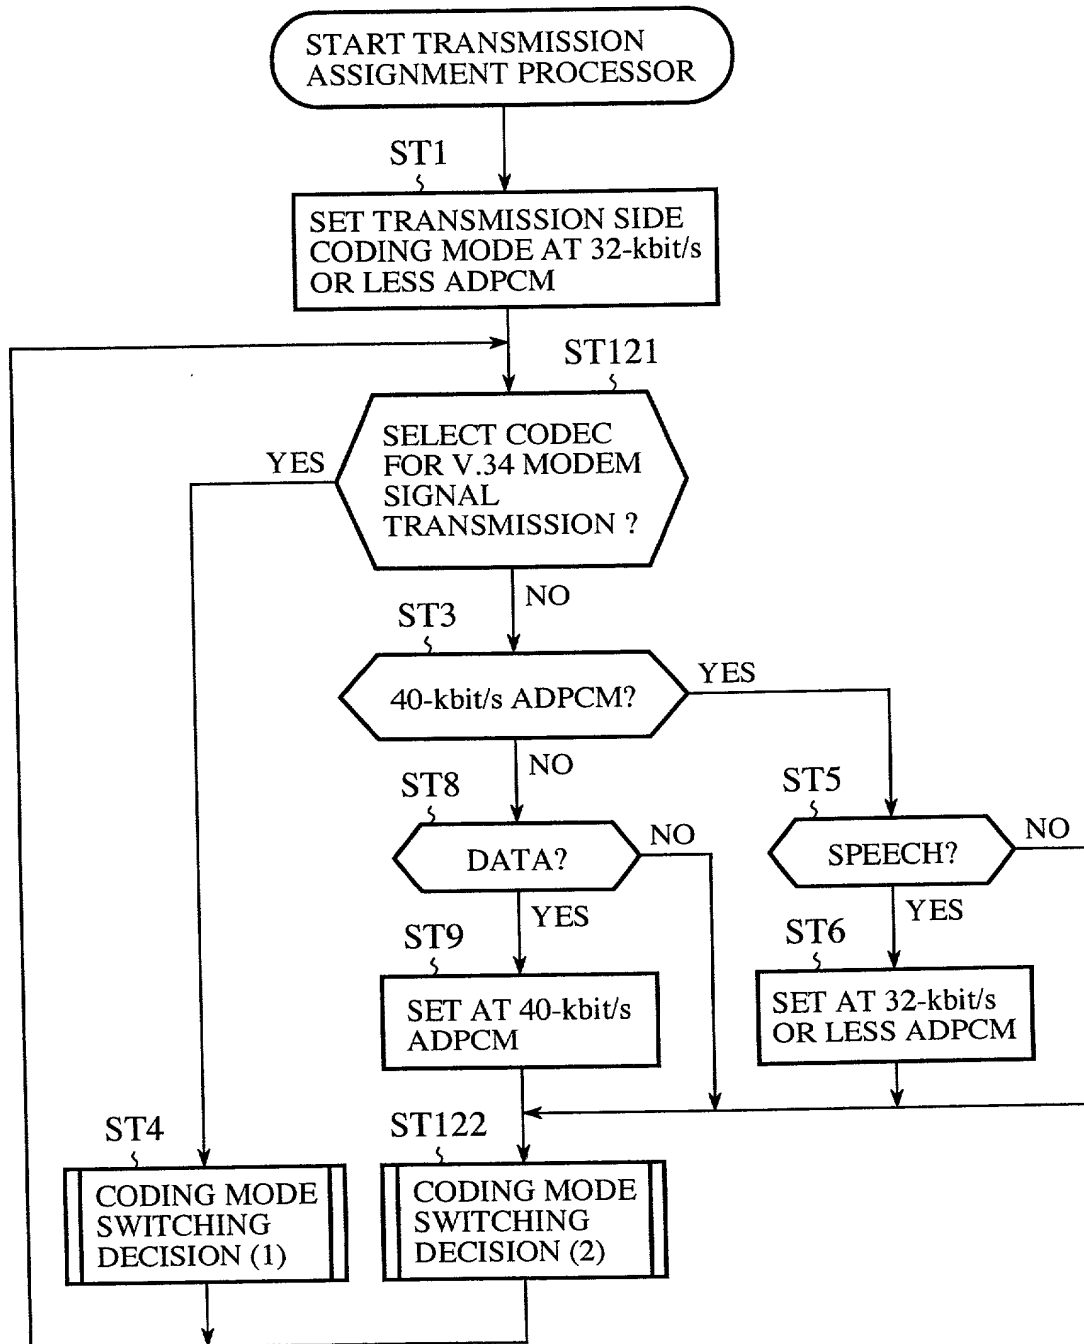 START TRANSMISSION
ASSIGNMENT PROCESSOR
ST1
SET TRANSMISSION SIDE
CODING MODE AT 32-kbit/s
OR LESS ADPCM
ST121
SELECT CODEC
FOR V.34 MODEM
SIGNAL
TRANSMISSION ?
YES
NO
ST3
40-kbit/s ADPCM?
YES
NO
ST8
DATA?
NO
YES
ST5
SPEECH?
NO
YES
ST9
SET AT 40-kbit/s
ADPCM
ST6
SET AT 32-kbit/s
OR LESS ADPCM
ST4
CODING MODE
SWITCHING
DECISION (1)
ST122
CODING MODE
SWITCHING
DECISION (2)